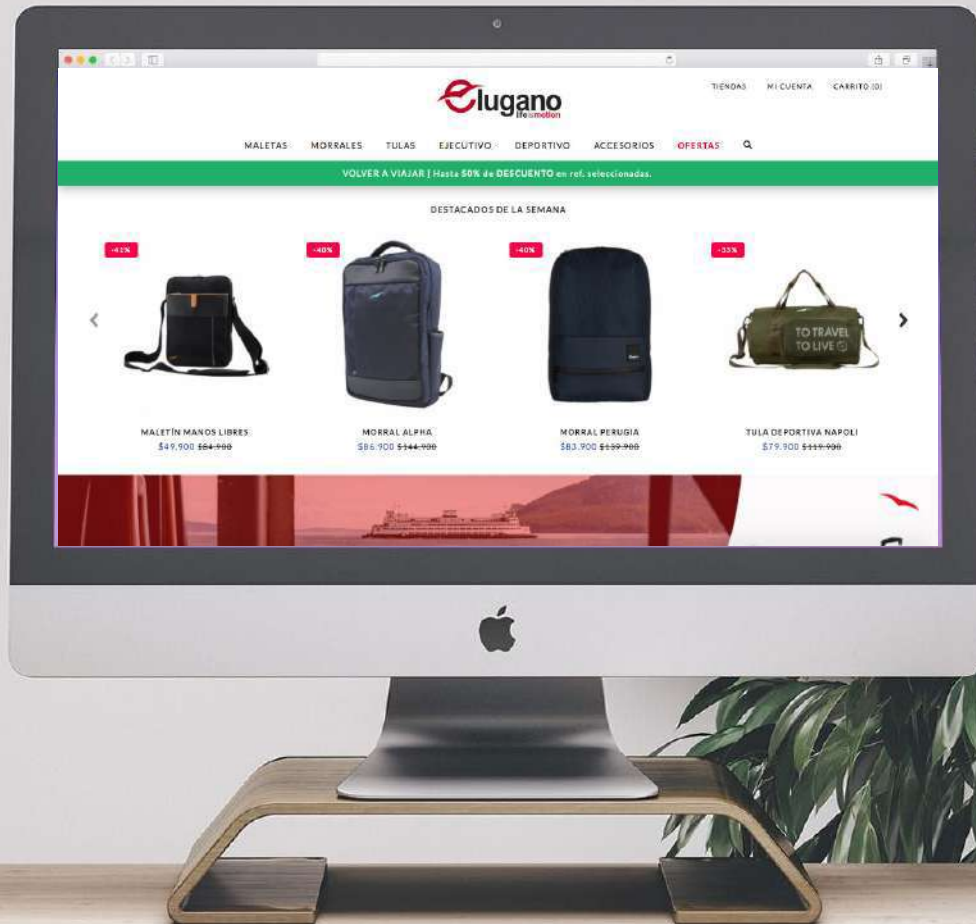 elugano
life is motion
TIENDAS MI CUENTA CARRITO (0)
MALETAS MORRALES TULAS EJECUTIVO DEPORTIVO ACCESORIOS OFERTAS
VOLVER A VIAJAR | Hasta 50% de DESCUENTO en ref. seleccionadas.
DESTACADOS DE LA SEMANA
-41% -40% -40% -33%
TO TRAVEL
TO LIVE
MALETÍN MANOS LIBRES MORRAL ALPHA MORRAL PERUGIA TULA DEPORTIVA NAPOLI
$49.900 $84.900 $86.900 $144.900 $83.900 $139.900 $79.900 $119.900